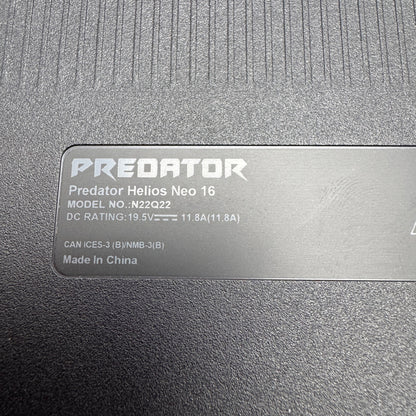 PREDATOR
Predator Helios Neo 16
MODEL NO.:N22Q22
DC RATING:19.5V⎓ 11.8A(11.8A)
CAN ICES-3 (B)/NMB-3(B)
Made In China